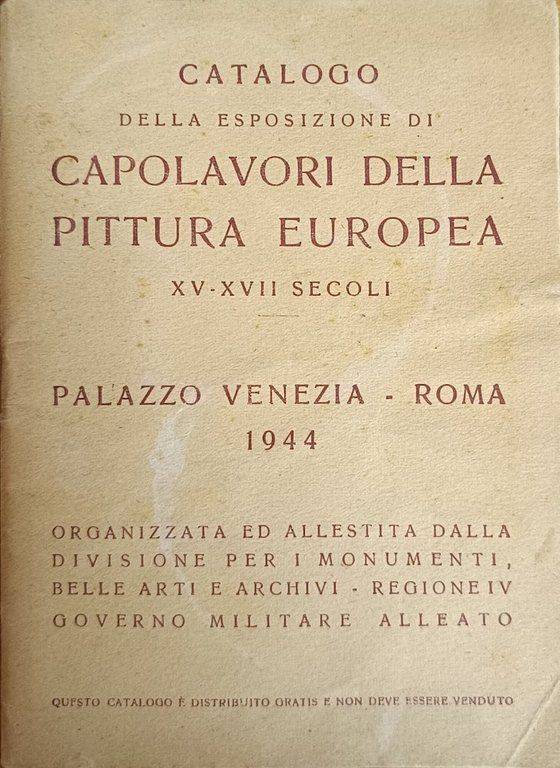 CATALOGO
DELLA ESPOSIZIONE DI
CAPOLAVORI DELLA
PITTURA EUROPEA
XV-XVII SECOLI
PALAZZO VENEZIA - ROMA
1944
ORGANIZZATA ED ALLESTITA DALLA
DIVISIONE PER I MONUMENTI,
BELLE ARTI E ARCHIVI - REGIONE IV
GOVERNO MILITARE ALLEATO
QUESTO CATALOGO È DISTRIBUITO GRATIS E NON DEVE ESSERE VENDUTO